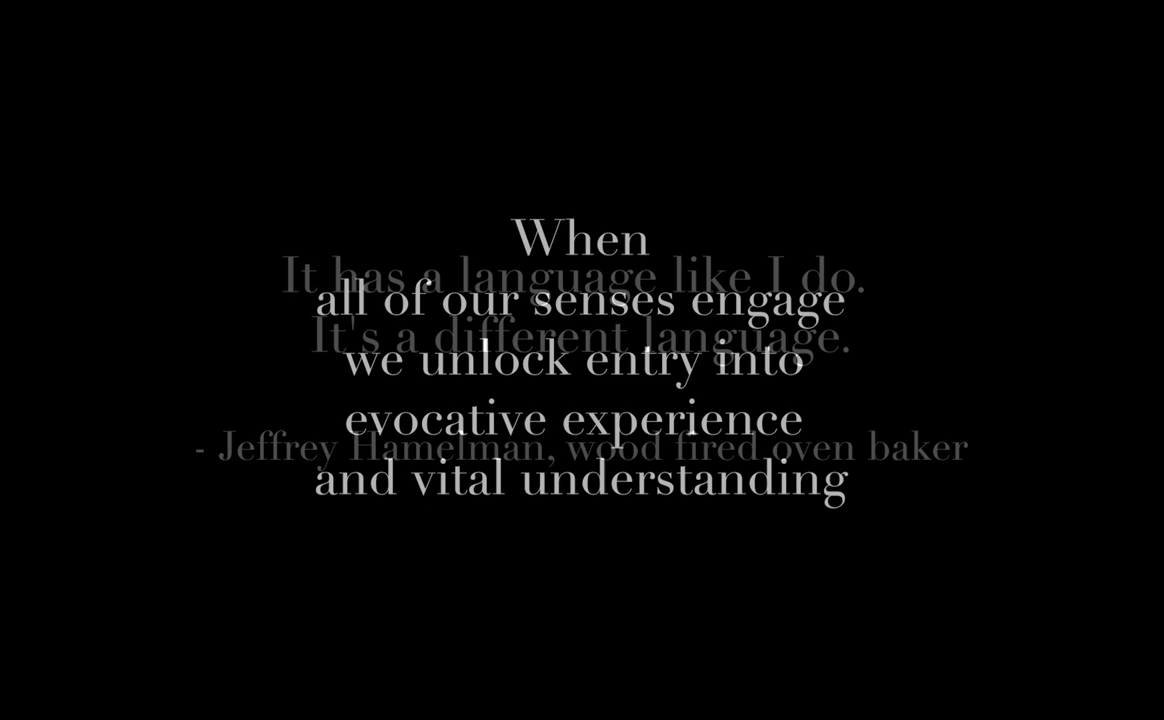 When
all of our senses engage
we unlock entry into
evocative experience
and vital understanding
It has a language like I do.
It's a different language.
- Jeffrey Hamelman, wood fired oven baker